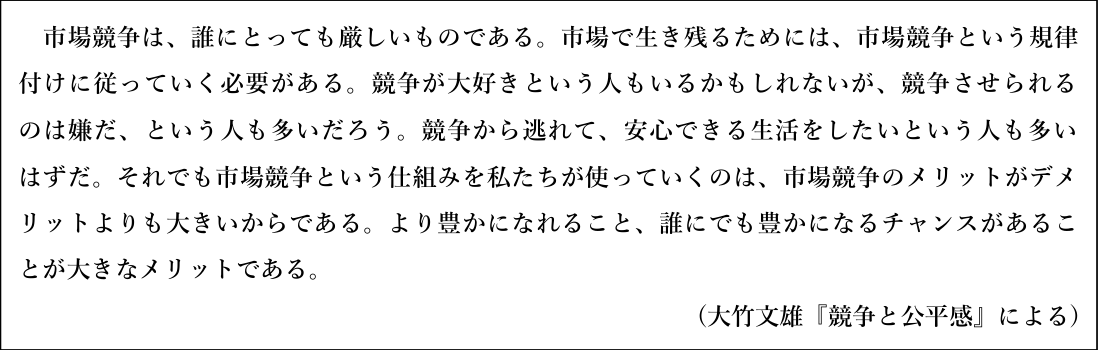 市場競争は、誰にとっても厳しいものである。市場で生き残るためには、市場競争という規律
付けに従っていく必要がある。競争が大好きという人もいるかもしれないが、競争させられる
のは嫌だ、という人も多いだろう。競争から逃れて、安心できる生活をしたいという人も多い
はずだ。それでも市場競争という仕組みを私たちが使っていくのは、市場競争のメリットがデメ
リットよりも大きいからである。より豊かになれること、誰にでも豊かになるチャンスがあるこ
とが大きなメリットである。
（大竹文雄『競争と公平感』による）